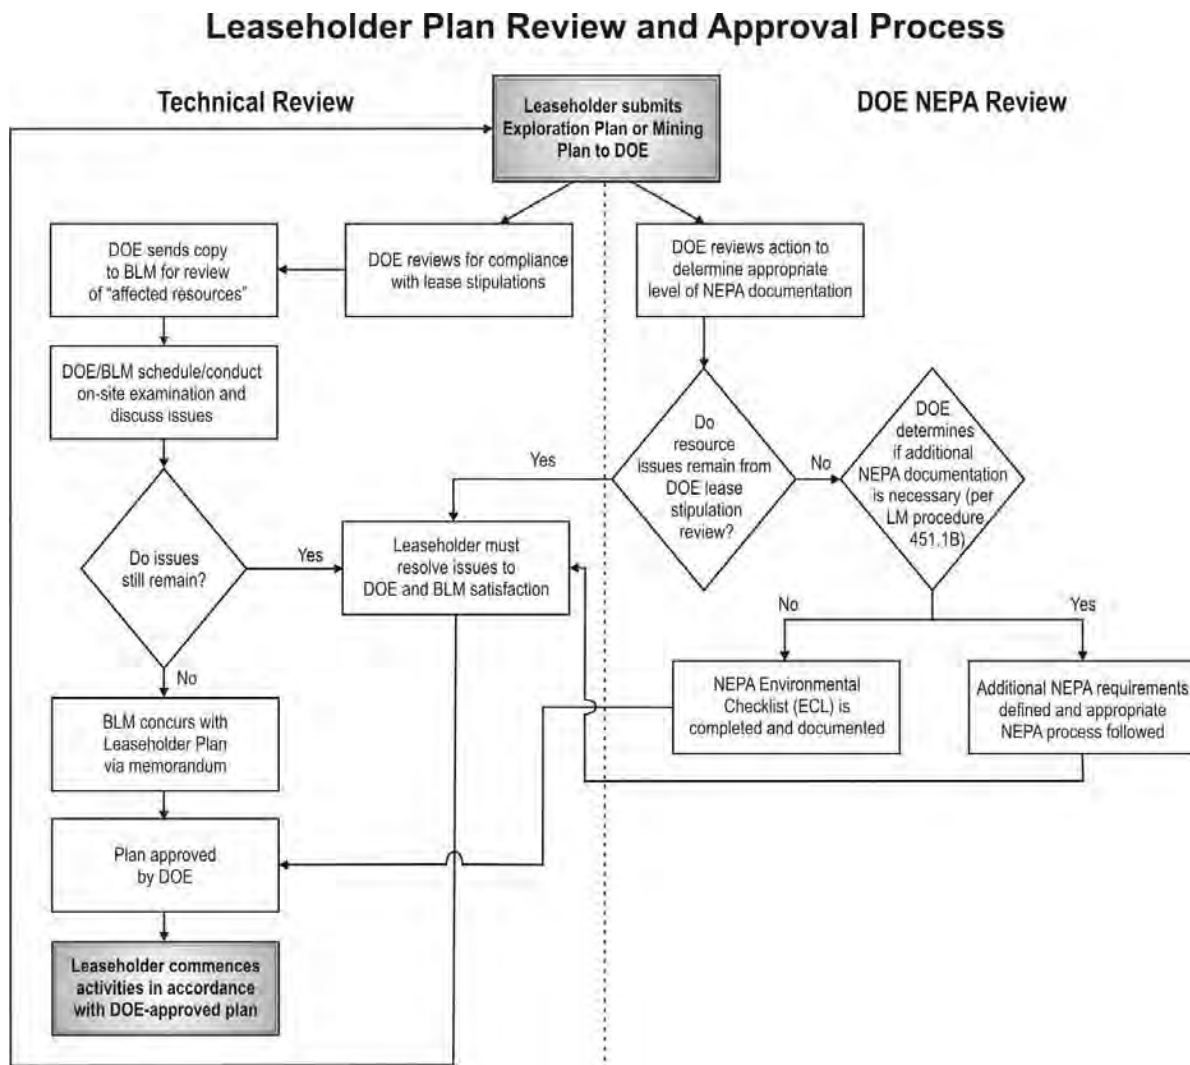 Leaseholder Plan Review and Approval Process
Technical Review
DOE NEPA Review
Leaseholder submits
Exploration Plan or Mining
Plan to DOE
DOE sends copy
to BLM for review
of “affected resources”
DOE reviews for compliance
with lease stipulations
DOE reviews action to
determine appropriate
level of NEPA documentation
DOE/BLM schedule/conduct
on-site examination and
discuss issues
Do
resource
issues remain from
DOE lease
stipulation
review?
Yes
No
DOE
determines
if additional
NEPA documentation
is necessary (per
LM procedure
451.1B)
Do issues
still remain?
Yes
No
Leaseholder must
resolve issues to
DOE and BLM satisfaction
No
Yes
NEPA Environmental
Checklist (ECL) is
completed and documented
Additional NEPA requirements
defined and appropriate
NEPA process followed
BLM concurs with
Leaseholder Plan
via memorandum
Plan approved
by DOE
Leaseholder commences
activities in accordance
with DOE-approved plan